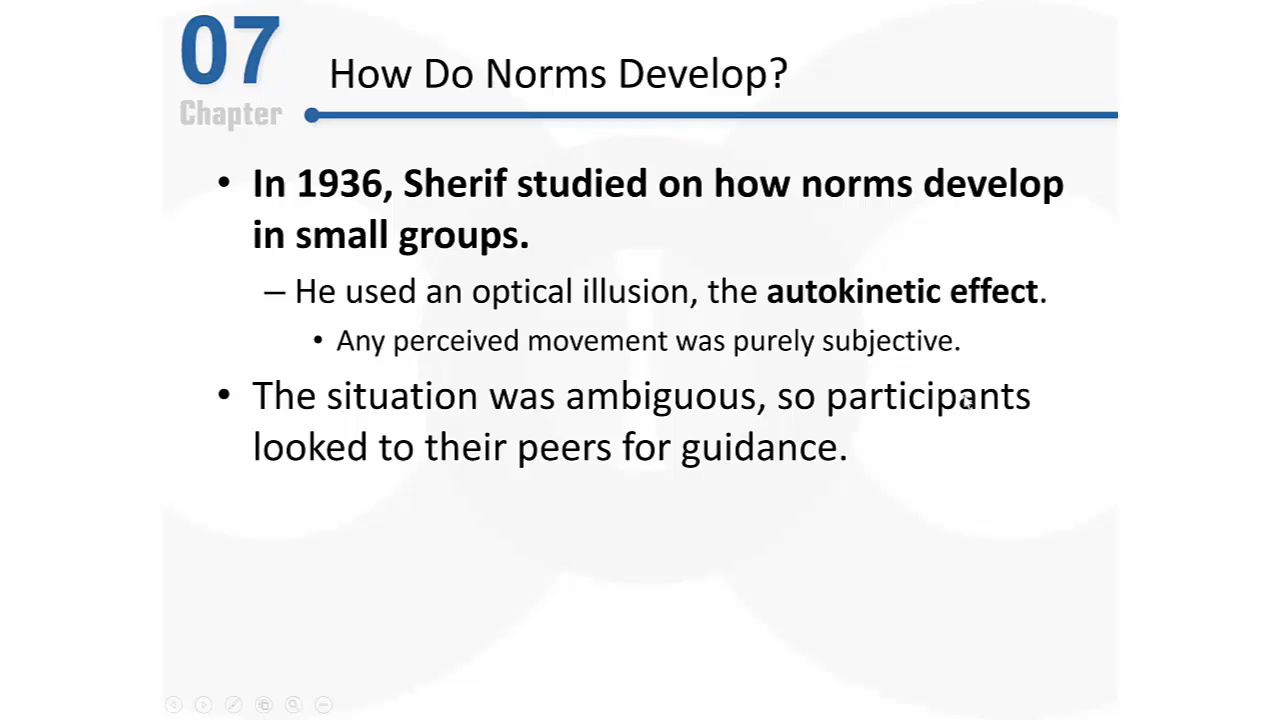 07
Chapter
How Do Norms Develop?
• In 1936, Sherif studied on how norms develop
in small groups.
– He used an optical illusion, the autokinetic effect.
• Any perceived movement was purely subjective.
• The situation was ambiguous, so participants
looked to their peers for guidance.